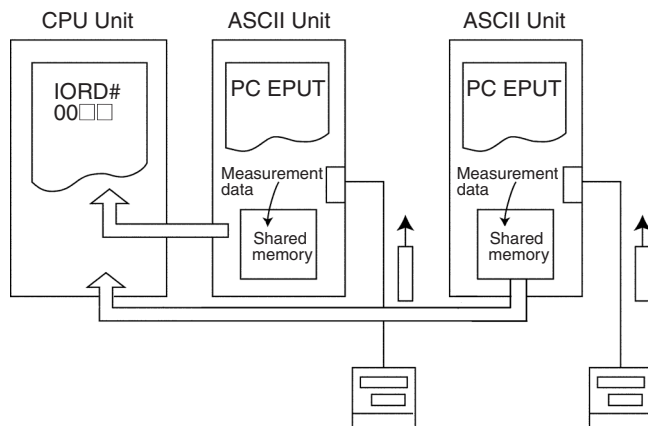 CPU Unit
ASCII Unit
ASCII Unit
IORD#
00□□
PC EPUT
PC EPUT
Measurement
data
Measurement
data
Shared
memory
Shared
memory